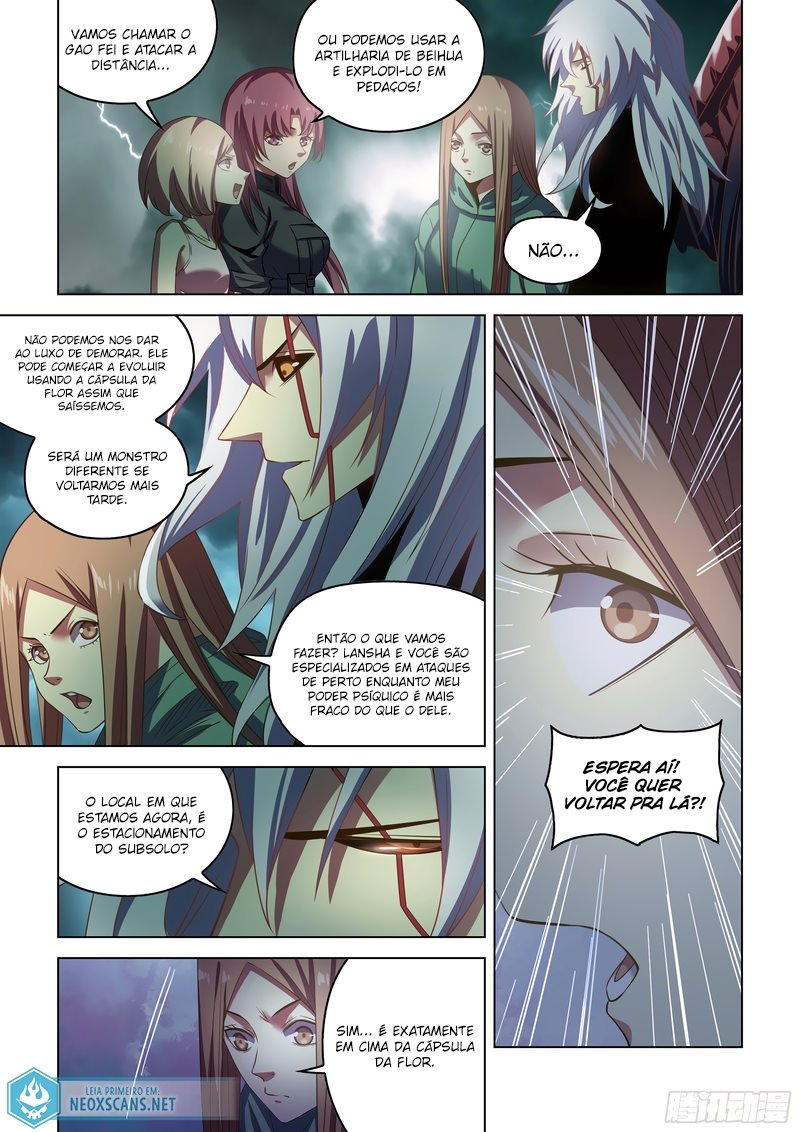 VAMOS CHAMAR O
GAO FEI E ATACAR A
DISTÂNCIA...
OU PODEMOS USAR A
ARTILHARIA DE BEIHUA
E EXPLODI-LO EM
PEDAÇOS!
NÃO...
NÃO PODEMOS NOS DAR
AO LUXO DE DEMORAR. ELE
PODE COMEÇAR A EVOLUIR
USANDO A CÁPSULA DA
FLOR ASSIM QUE
SAÍSSEMOS.
SERÁ UM MONSTRO
DIFERENTE SE
VOLTARMOS MAIS
TARDE.
ENTÃO O QUE VAMOS
FAZER? LANSHA E VOCÊ SÃO
ESPECIALIZADOS EM ATAQUES
DE PERTO ENQUANTO MEU
PODER PSÍQUICO É MAIS
FRACO DO QUE O DELE.
O LOCAL EM QUE
ESTAMOS AGORA, É
O ESTACIONAMENTO
DO SUBSOLO?
SIM... É EXATAMENTE
EM CIMA DA CÁPSULA
DA FLOR.
ESPERA AÍ!
VOCÊ QUER
VOLTAR PRA LÁ?!
LEIA PRIMEIRO EM:
NEOXSCANS.NET
腾讯动漫